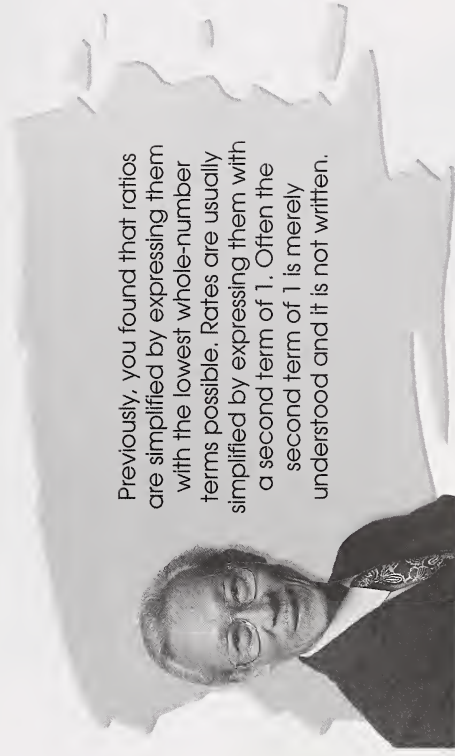 Previously, you found that ratios
are simplified by expressing them
with the lowest whole-number
terms possible. Rates are usually
simplified by expressing them with
a second term of 1. Often the
second term of 1 is merely
understood and it is not written.